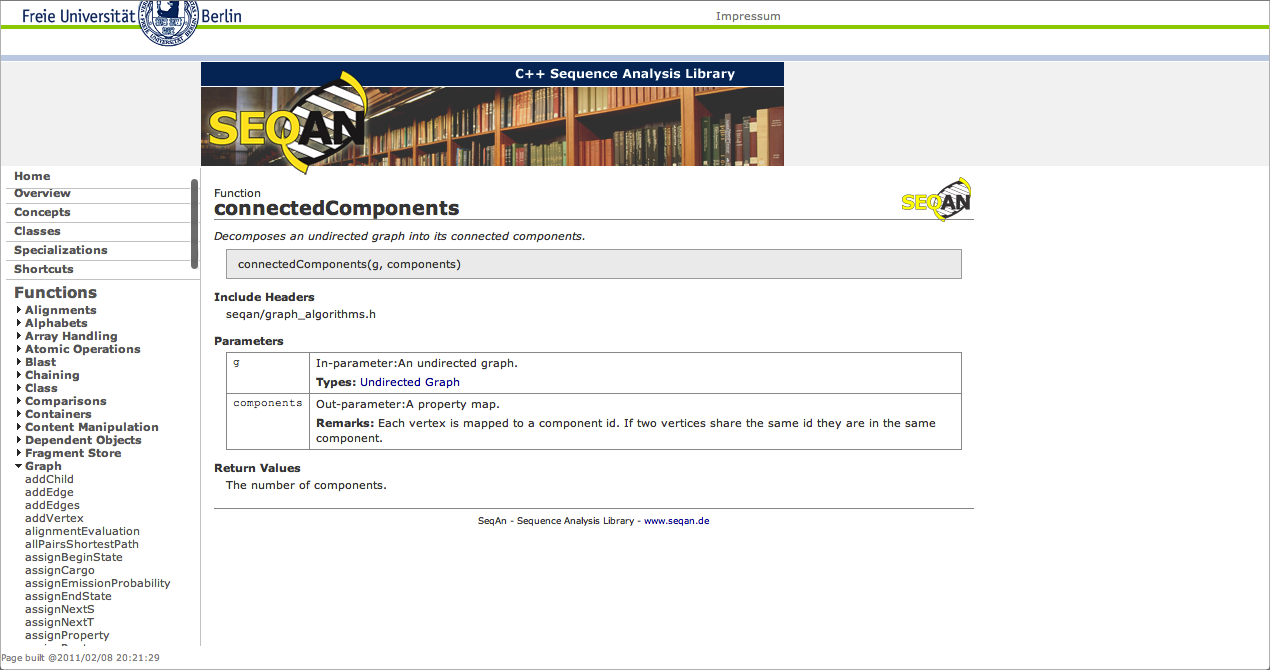 Freie Universität Berlin
Impressum
C++ Sequence Analysis Library
SEQAN
Home
Overview
Concepts
Classes
Specializations
Shortcuts
Functions
Alignments
Alphabets
Array Handling
Atomic Operations
Blast
Chaining
Class
Comparisons
Containers
Content Manipulation
Dependent Objects
Fragment Store
Graph
addChild
addEdge
addEdges
addVertex
alignmentEvaluation
allPairsShortestPath
assignBeginState
assignCargo
assignEmissionProbability
assignEndState
assignNextS
assignNextT
assignProperty
Page built @2011/02/08 20:21:29
Function
SEQAN
connectedComponents
Decomposes an undirected graph into its connected components.
connectedComponents(g, components)
Include Headers
seqan/graph_algorithms.h
Parameters
g
In-parameter:An undirected graph.
Types: Undirected Graph
components
Out-parameter:A property map.
Remarks: Each vertex is mapped to a component id. If two vertices share the same id they are in the same
component.
Return Values
The number of components.
SeqAn - Sequence Analysis Library - www.seqan.de